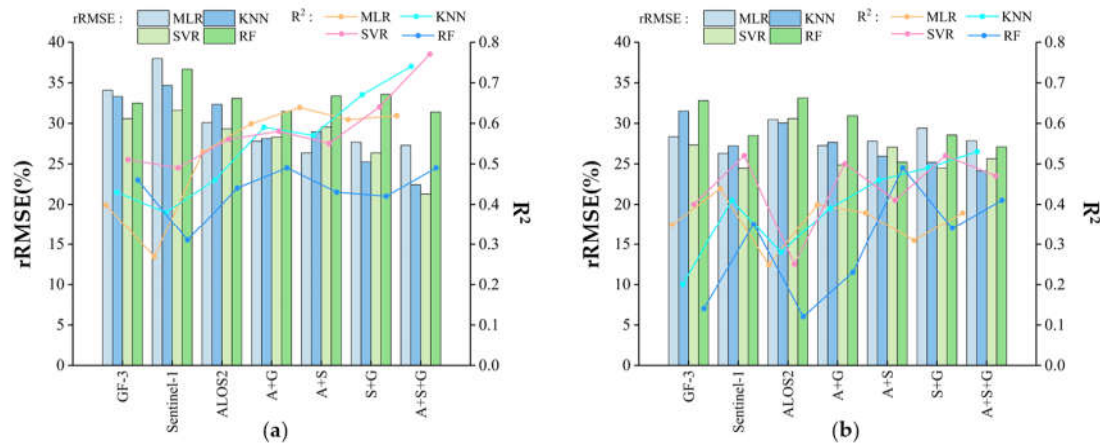 rRMSE : MLR KNN R² : MLR KNN
SVR RF SVR RF
40
35
30
25
20
15
10
5
0
rRMSE(%)
0.8
0.7
0.6
0.5
0.4
0.3
0.2
0.1
0.0
R²
GF-3
Sentinel-1
ALOS2
A+G
A+S
S+G
A+S+G
(a)
rRMSE : MLR KNN R² : MLR KNN
SVR RF SVR RF
40
35
30
25
20
15
10
5
0
rRMSE(%)
0.8
0.7
0.6
0.5
0.4
0.3
0.2
0.1
0.0
R²
GF-3
Sentinel-1
ALOS2
A+G
A+S
S+G
A+S+G
(b)